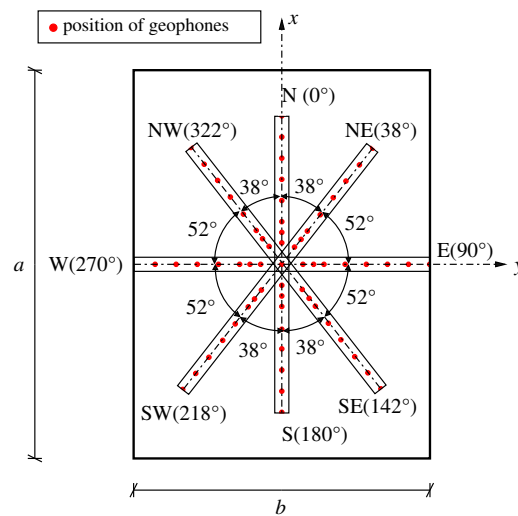 position of geophones
x
N (0°)
NW(322°)
NE(38°)
38°
38°
52°
52°
E(90°)
W(270°)
a
y
52°
52°
38°
38°
SW(218°)
SE(142°)
S(180°)
b